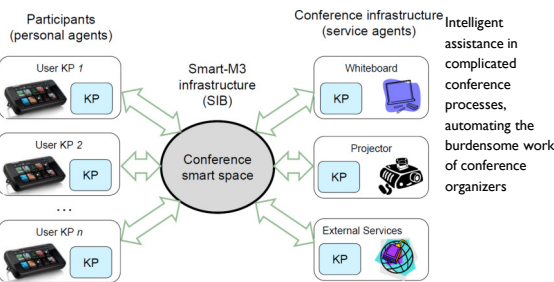 Participants
(personal agents)
User KP 1
KP
User KP 2
KP
...
User KP n
KP
Smart-M3
infrastructure
(SIB)
Conference
smart space
Conference infrastructure
(service agents)
Whiteboard
KP
Projector
KP
External Services
KP
Intelligent
assistance in
complicated
conference
processes,
automating the
burdensome work
of conference
organizers